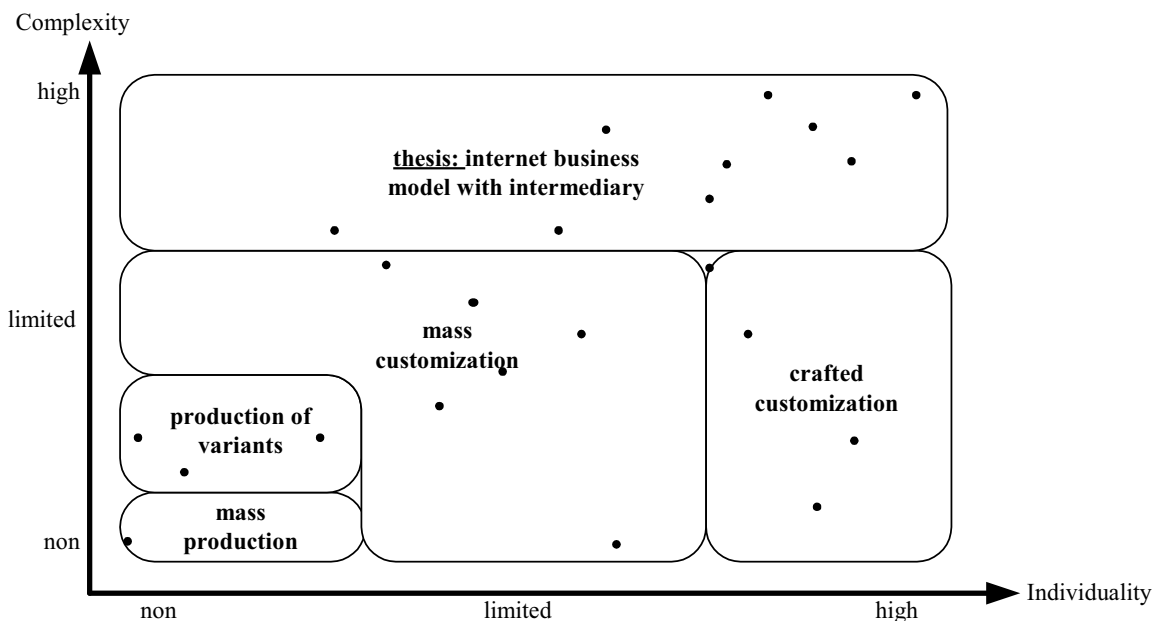 Complexity
high
thesis: internet business
model with intermediary
limited
mass
customization
crafted
customization
production of
variants
mass
production
non
Individuality
non
limited
high